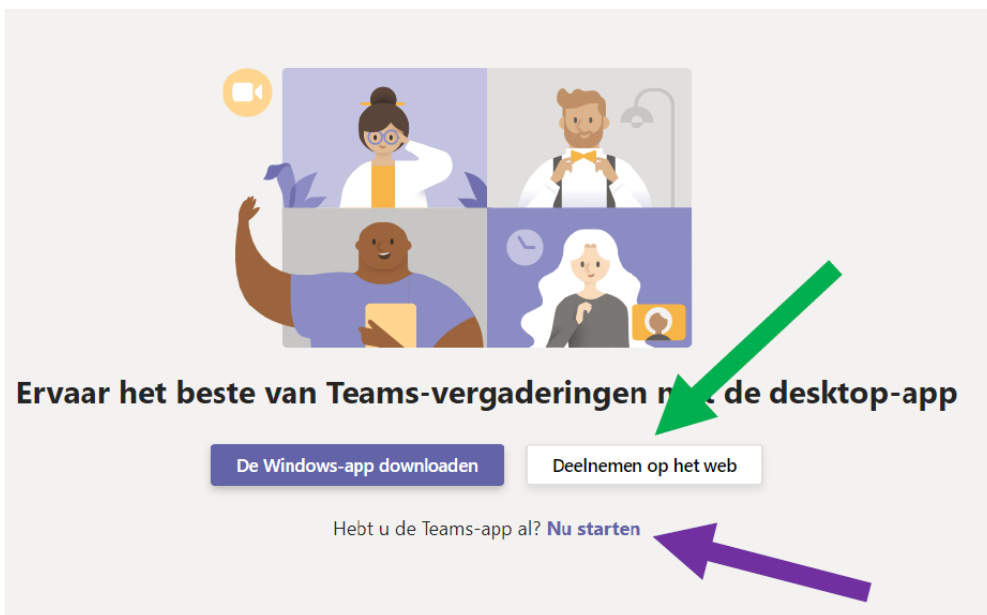 Ervaar het beste van Teams-vergaderingen de desktop-app
De Windows-app downloaden
Deelnemen op het web
Hebt u de Teams-app al? Nu starten